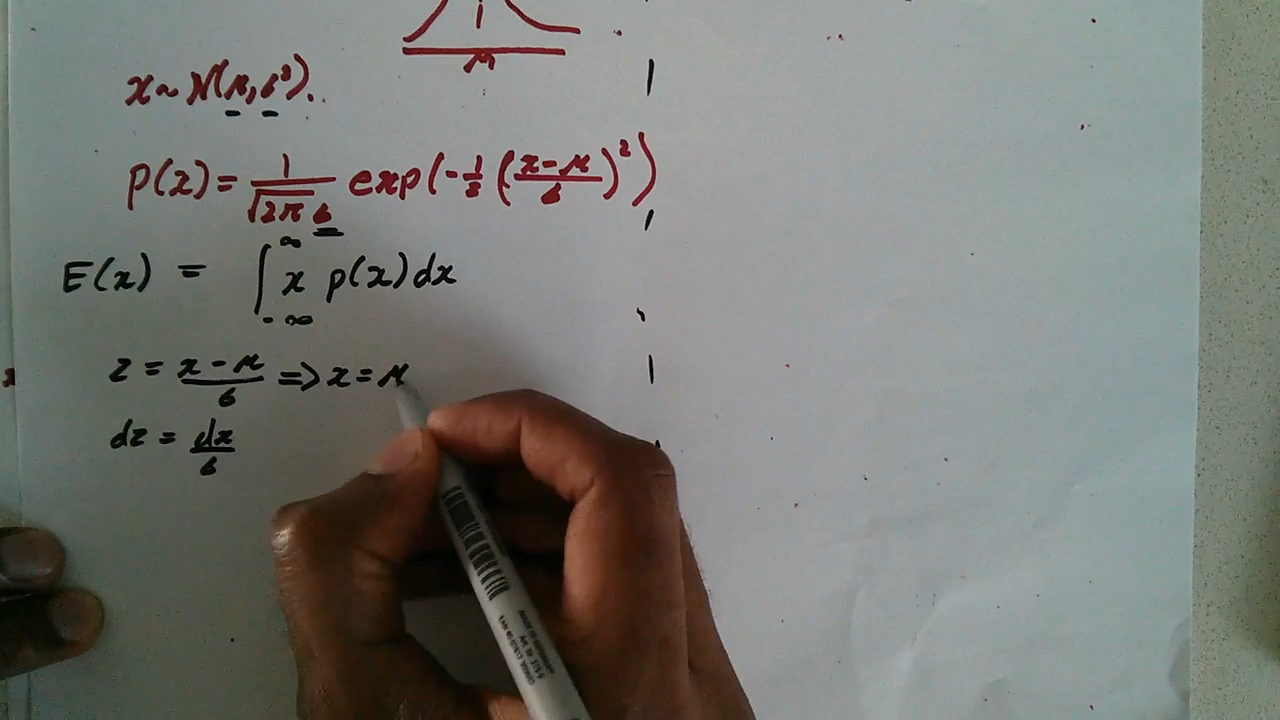 μ
x ~ N(μ, σ²).
p(x) = 1/(√2π σ) exp(-1/2 ((x-μ)/σ)²)
E(x) = ∫_{-∞}^{∞} x p(x) dx
z = (x - μ)/σ => x = μ
dz = dx/σ